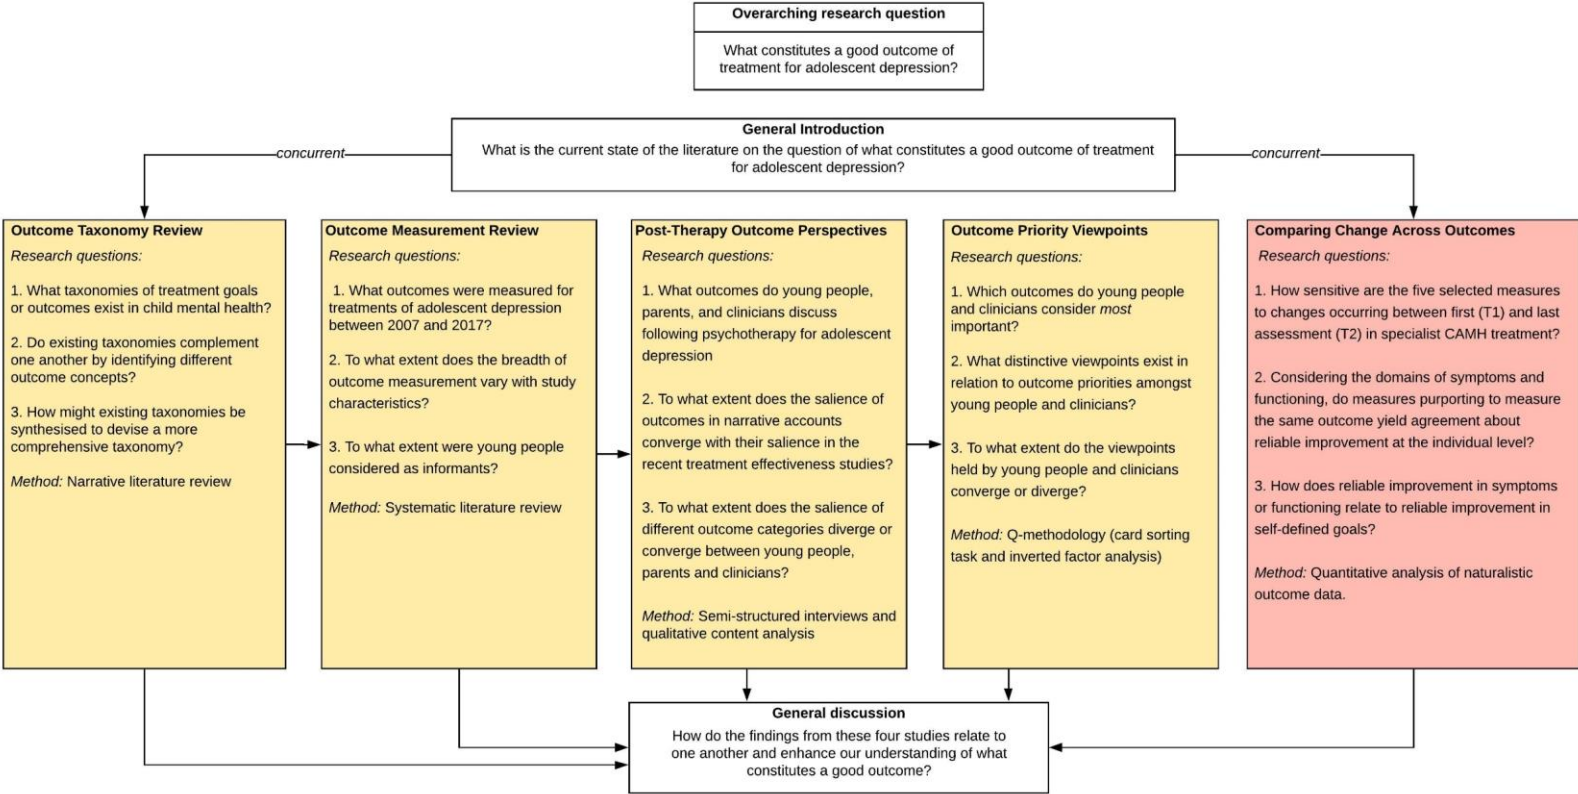 Overarching research question
What constitutes a good outcome of
treatment for adolescent depression?
General Introduction
What is the current state of the literature on the question of what constitutes a good outcome of treatment
for adolescent depression?
concurrent
concurrent
Outcome Taxonomy Review
Research questions:
1. What taxonomies of treatment goals
or outcomes exist in child mental health?
2. Do existing taxonomies complement
one another by identifying different
outcome concepts?
3. How might existing taxonomies be
synthesised to devise a more
comprehensive taxonomy?
Method: Narrative literature review
Outcome Measurement Review
Research questions:
1. What outcomes were measured for
treatments of adolescent depression
between 2007 and 2017?
2. To what extent does the breadth of
outcome measurement vary with study
characteristics?
3. To what extent were young people
considered as informants?
Method: Systematic literature review
Post-Therapy Outcome Perspectives
Research questions:
1. What outcomes do young people,
parents, and clinicians discuss
following psychotherapy for adolescent
depression
2. To what extent does the salience of
outcomes in narrative accounts
converge with their salience in the
recent treatment effectiveness studies?
3. To what extent does the salience of
different outcome categories diverge or
converge between young people,
parents and clinicians?
Method: Semi-structured interviews and
qualitative content analysis
Outcome Priority Viewpoints
Research questions:
1. Which outcomes do young people
and clinicians consider most
important?
2. What distinctive viewpoints exist in
relation to outcome priorities amongst
young people and clinicians?
3. To what extent do the viewpoints
held by young people and clinicians
converge or diverge?
Method: Q-methodology (card sorting
task and inverted factor analysis)
Comparing Change Across Outcomes
Research questions:
1. How sensitive are the five selected measures
to changes occurring between first (T1) and last
assessment (T2) in specialist CAMH treatment?
2. Considering the domains of symptoms and
functioning, do measures purporting to measure
the same outcome yield agreement about
reliable improvement at the individual level?
3. How does reliable improvement in symptoms
or functioning relate to reliable improvement in
self-defined goals?
Method: Quantitative analysis of naturalistic
outcome data.
General discussion
How do the findings from these four studies relate to
one another and enhance our understanding of what
constitutes a good outcome?